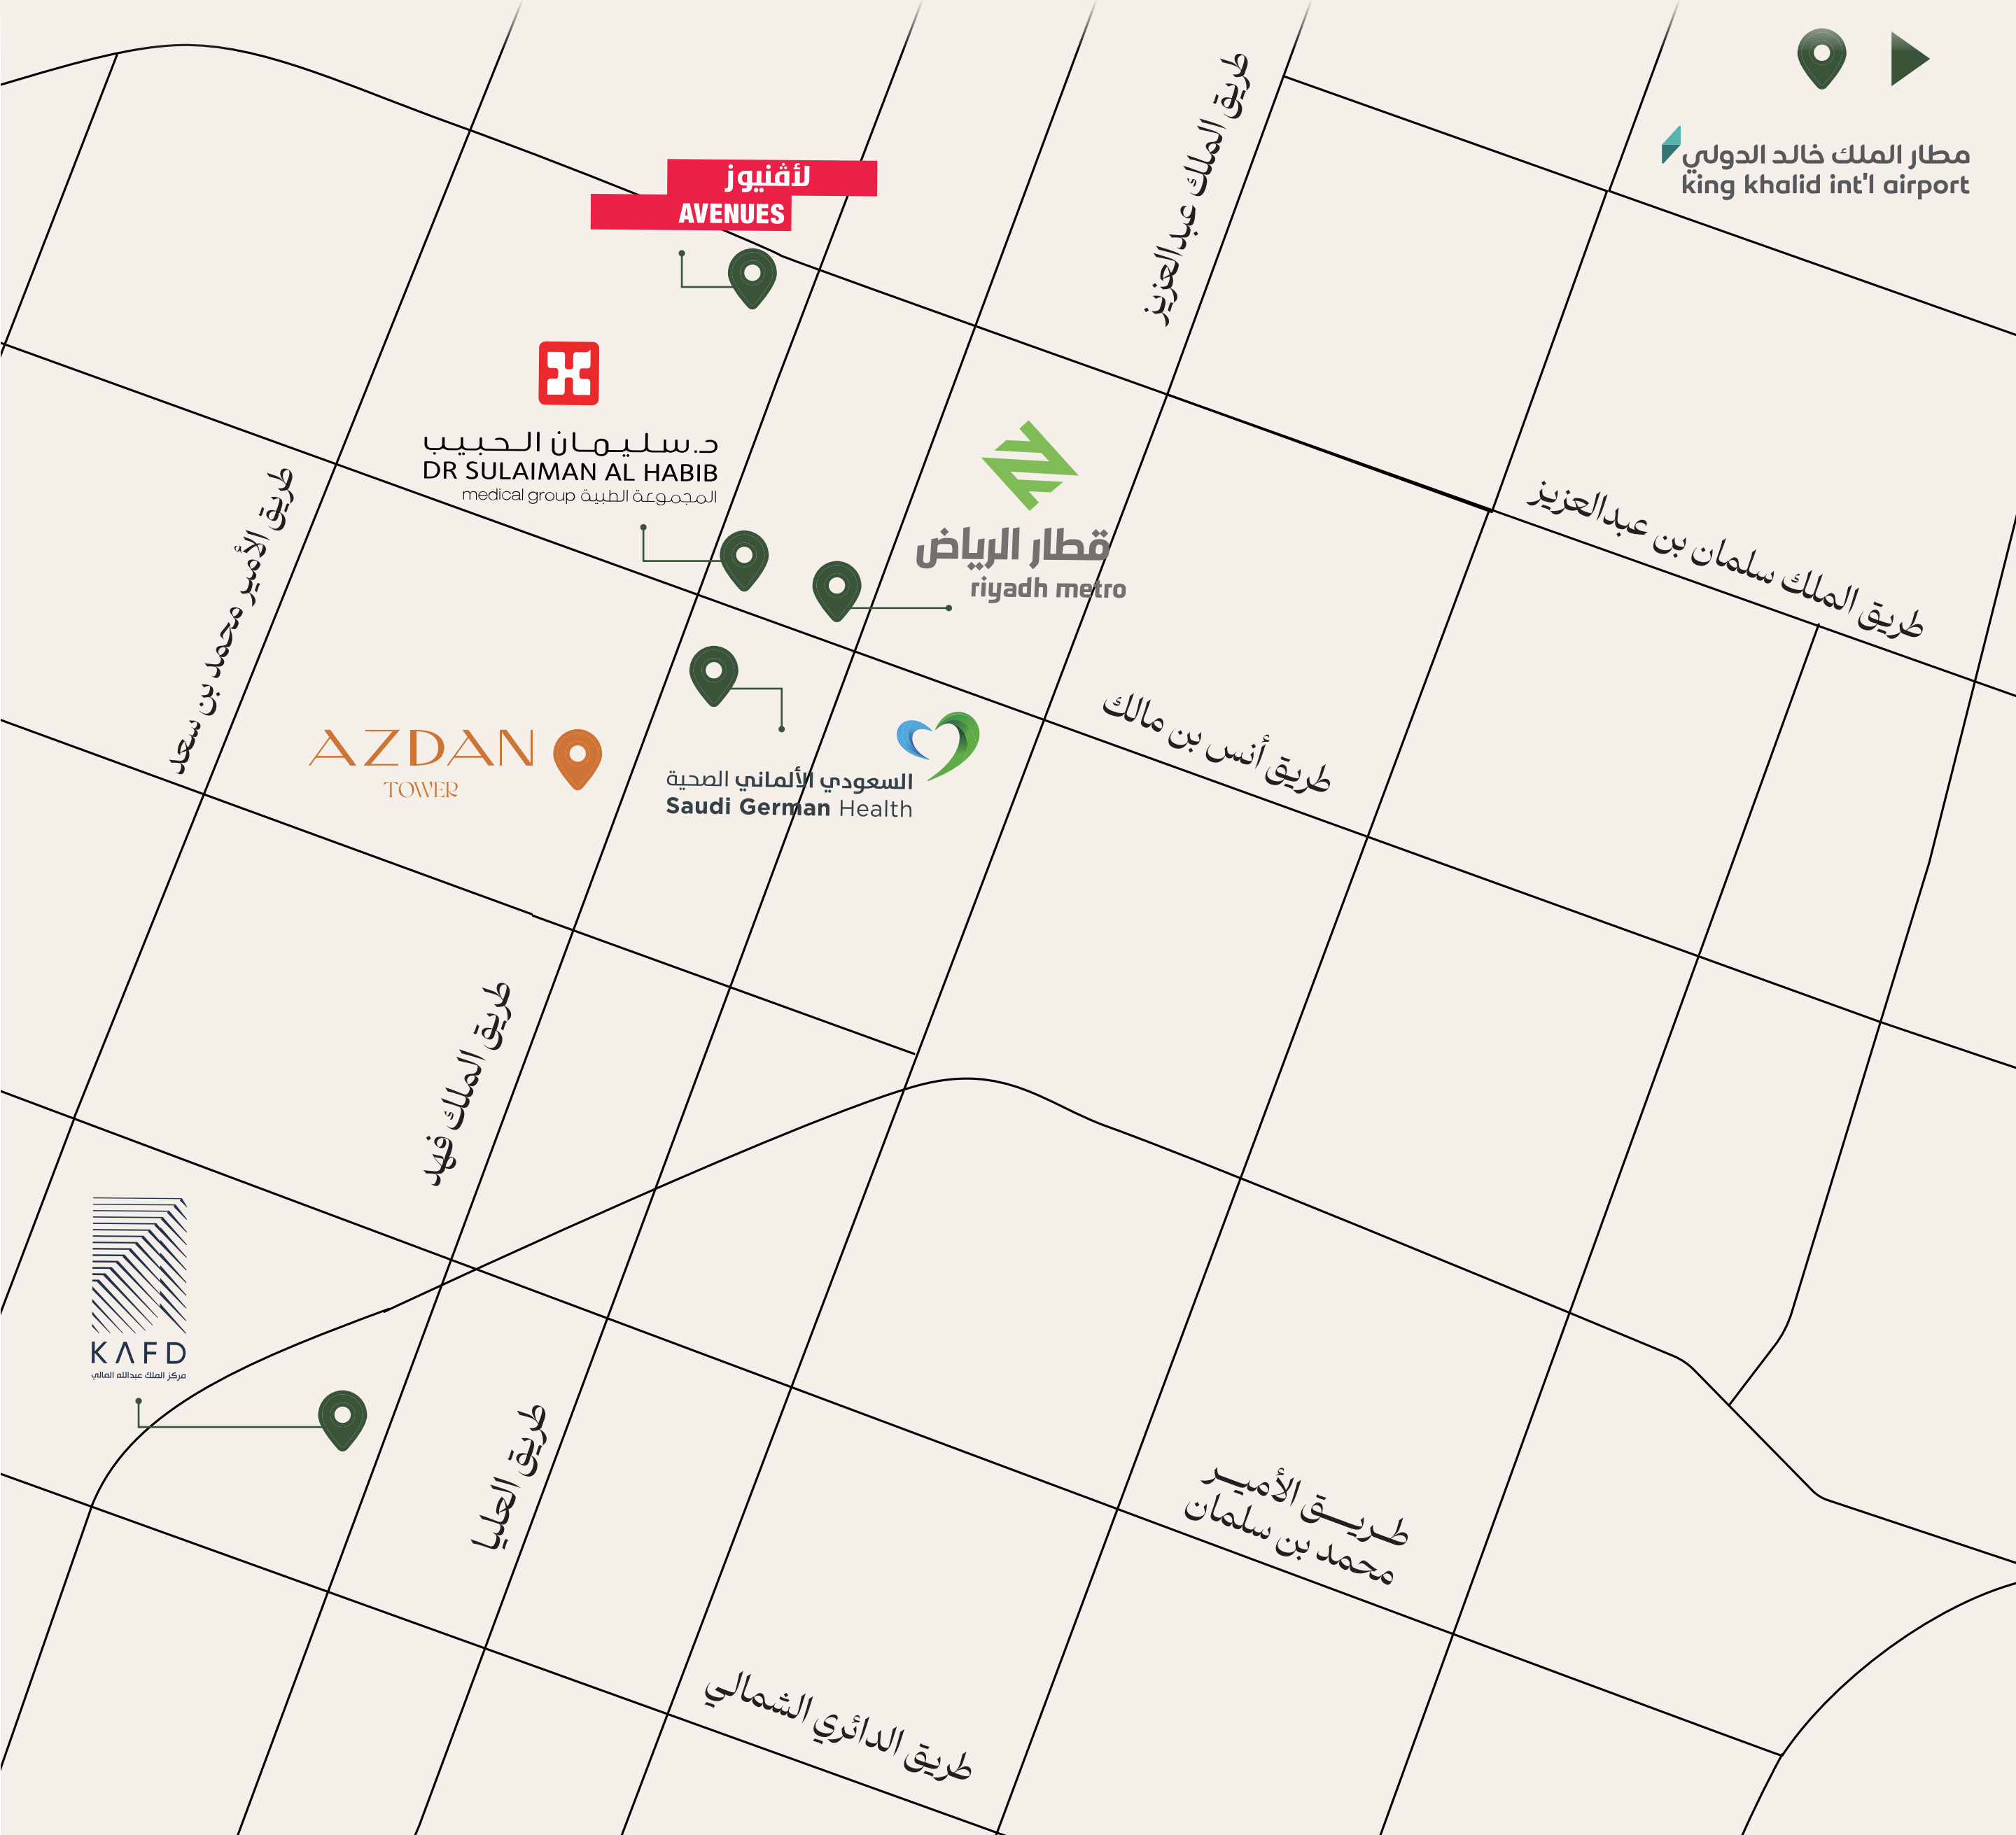 طريق الملك عبدالعزيز
مطار الملك خالد الدولي
king khalid int'l airport
لأڤنيوز
AVENUES
د.سليمان الحبيب
DR SULAIMAN AL HABIB
المجموعة الطبية medical group
قطار الرياض
riyadh metro
طريق الملك سلمان بن عبدالعزيز
طريق الأمير محمد بن سعد
طريق أنس بن مالك
AZDAN
TOWER
السعودي الألماني الصحية
Saudi German Health
طريق الملك فهد
KAFD
مركز الملك عبدالله المالي
طريق العليا
طـريــق الأميـر
محمد بن سلمان
طريق الدائري الشمالي